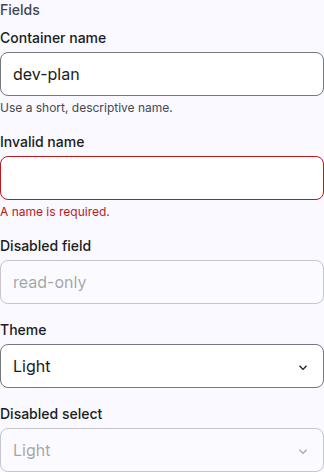 Fields
Container name
dev-plan
Use a short, descriptive name.
Invalid name
A name is required.
Disabled field
read-only
Theme
Light
Disabled select
Light